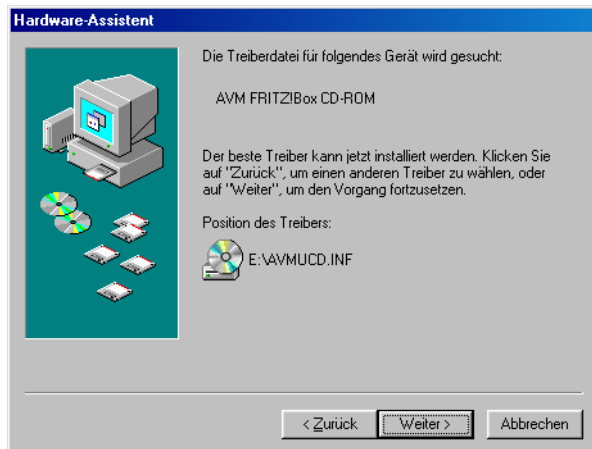 Hardware-Assistent
Die Treiberdatei für folgendes Gerät wird gesucht:
AVM FRITZ!Box CD-ROM
Der beste Treiber kann jetzt installiert werden. Klicken Sie
auf "Zurück", um einen anderen Treiber zu wählen, oder
auf "Weiter", um den Vorgang fortzusetzen.
Position des Treibers:
E:\AVMUCD.INF
< Zurück
Weiter >
Abbrechen